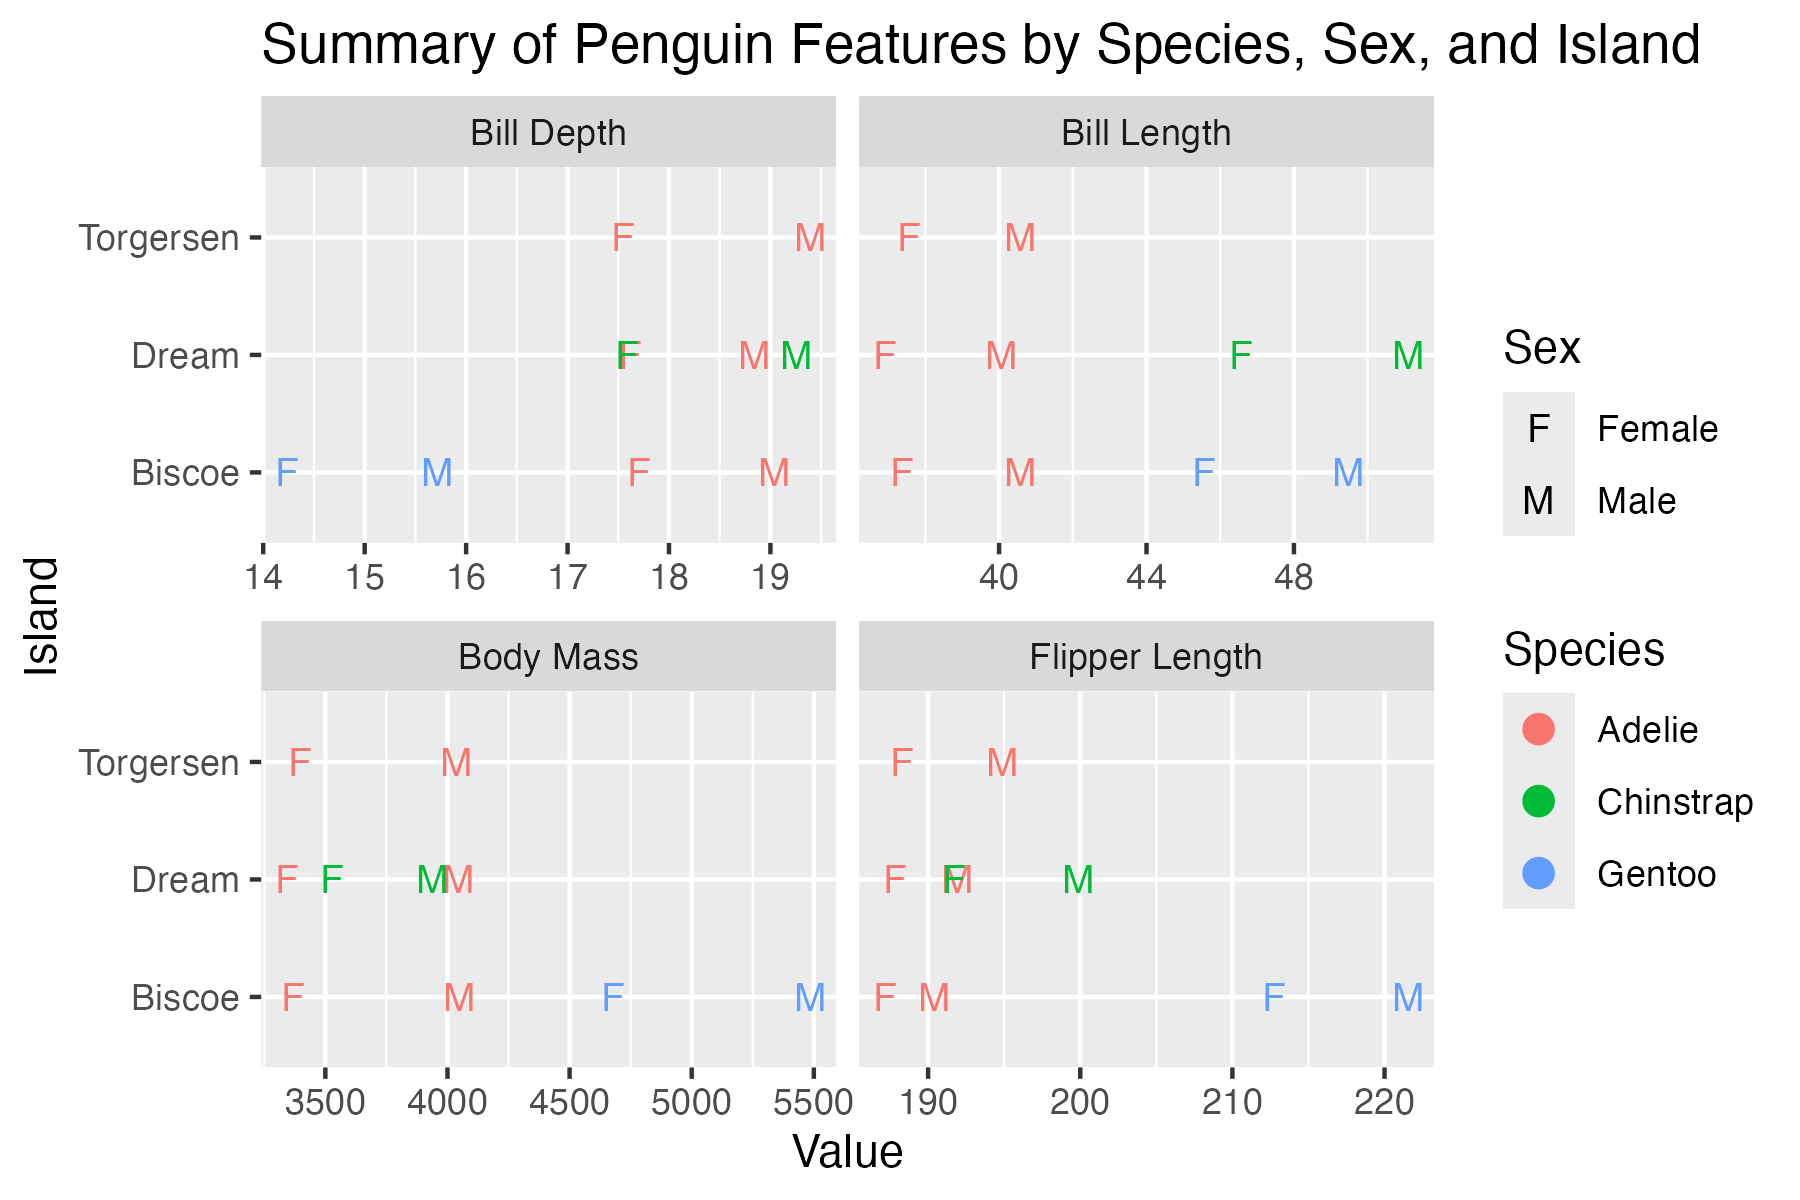 Summary of Penguin Features by Species, Sex, and Island
Bill Depth
Bill Length
Torgersen
F M
F M
Dream
F F M M
F M F M
Biscoe
F M F M
F M F M
14 15 16 17 18 19
40 44 48
Body Mass
Flipper Length
Torgersen
F M
F M
Dream
F F M M
F F M M
Biscoe
F M F M
F M F M
3500 4000 4500 5000 5500
190 200 210 220
Value
Island
Sex
F Female
M Male
Species
Adelie
Chinstrap
Gentoo